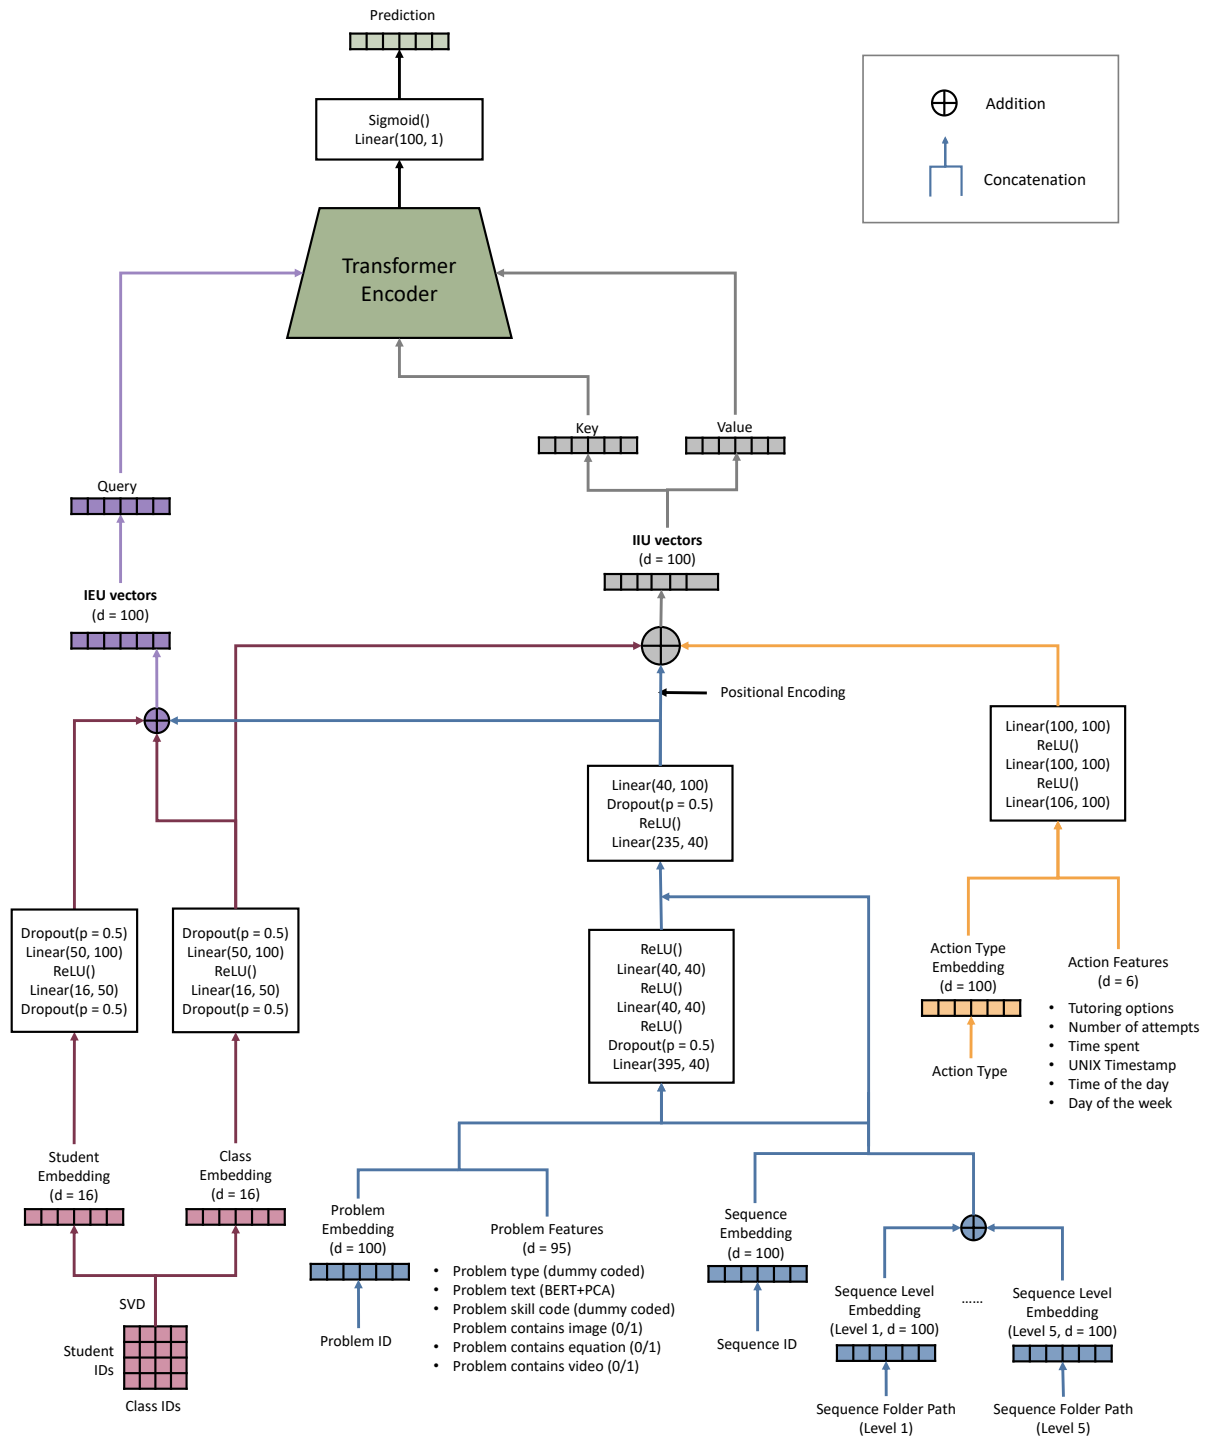 Prediction
Sigmoid()
Linear(100, 1)
Addition
Concatenation
Transformer
Encoder
Key
Value
Query
IIU vectors
(d = 100)
IEU vectors
(d = 100)
Positional Encoding
Linear(100, 100)
ReLU()
Linear(100, 100)
ReLU()
Linear(106, 100)
Linear(40, 100)
Dropout(p = 0.5)
ReLU()
Linear(235, 40)
Dropout(p = 0.5)
Linear(50, 100)
ReLU()
Linear(16, 50)
Dropout(p = 0.5)
Dropout(p = 0.5)
Linear(50, 100)
ReLU()
Linear(16, 50)
Dropout(p = 0.5)
ReLU()
Linear(40, 40)
ReLU()
Linear(40, 40)
ReLU()
Dropout(p = 0.5)
Linear(395, 40)
Action Type
Embedding
(d = 100)
Action Type
Action Features
(d = 6)
• Tutoring options
• Number of attempts
• Time spent
• UNIX Timestamp
• Time of the day
• Day of the week
Student
Embedding
(d = 16)
Class
Embedding
(d = 16)
SVD
Student
IDs
Class IDs
Problem
Embedding
(d = 100)
Problem ID
Problem Features
(d = 95)
• Problem type (dummy coded)
• Problem text (BERT+PCA)
• Problem skill code (dummy coded)
Problem contains image (0/1)
• Problem contains equation (0/1)
• Problem contains video (0/1)
Sequence
Embedding
(d = 100)
Sequence ID
Sequence Level
Embedding
(Level 1, d = 100)
......
Sequence Level
Embedding
(Level 5, d = 100)
Sequence Folder Path
(Level 1)
Sequence Folder Path
(Level 5)